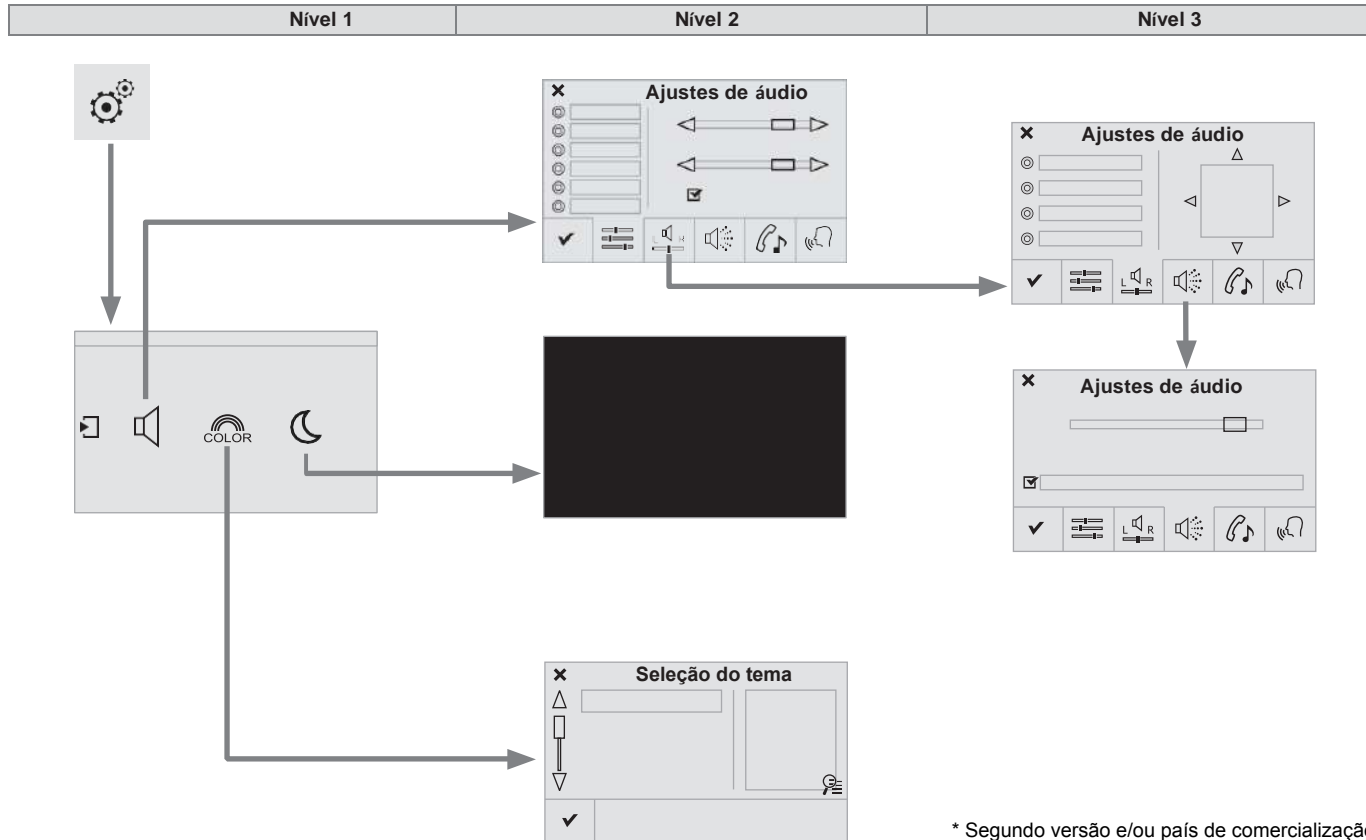 Nível 1
Nível 2
Nível 3
Ajustes de áudio
L R
Ajustes de áudio
L R
COLOR
Ajustes de áudio
L R
Seleção do tema
* Segundo versão e/ou país de comercialização